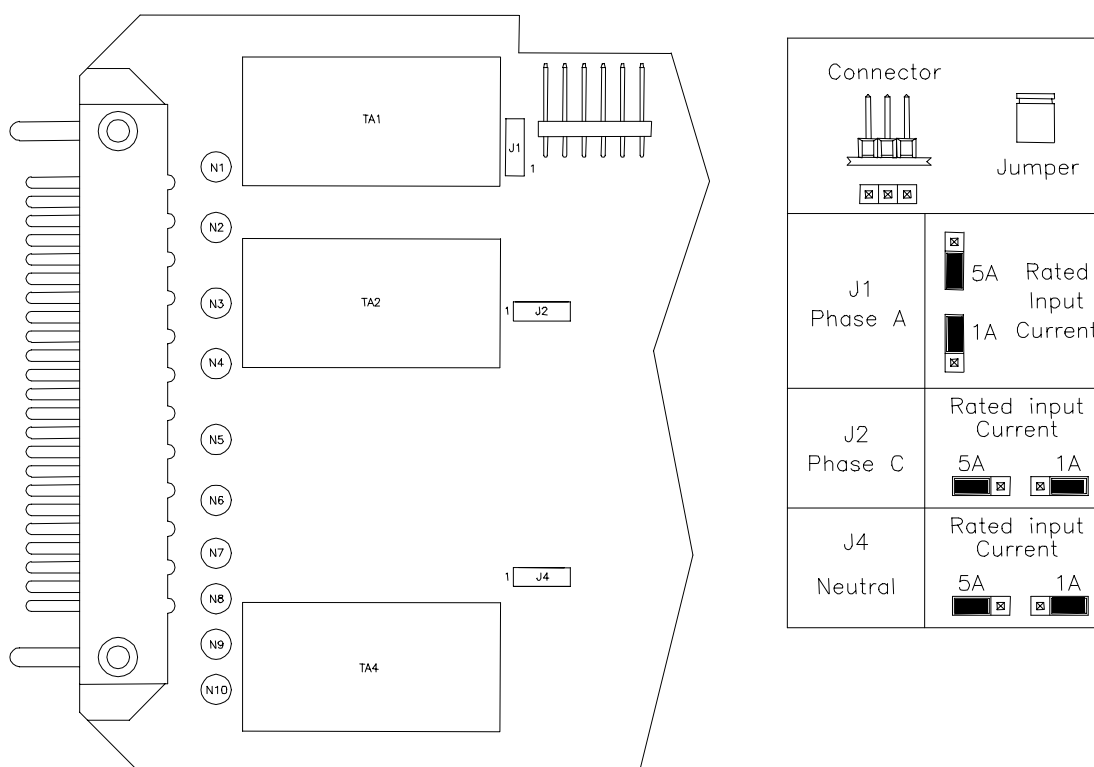 TA1
J1
1
N1
N2
N3
TA2
1 J2
N4
N5
N6
N7
1 J4
N8
N9
TA4
N10
Connector
Jumper
J1
Phase A
5A
1A
Rated
Input
Current
J2
Phase C
Rated input
Current
5A 1A
J4
Neutral
Rated input
Current
5A 1A